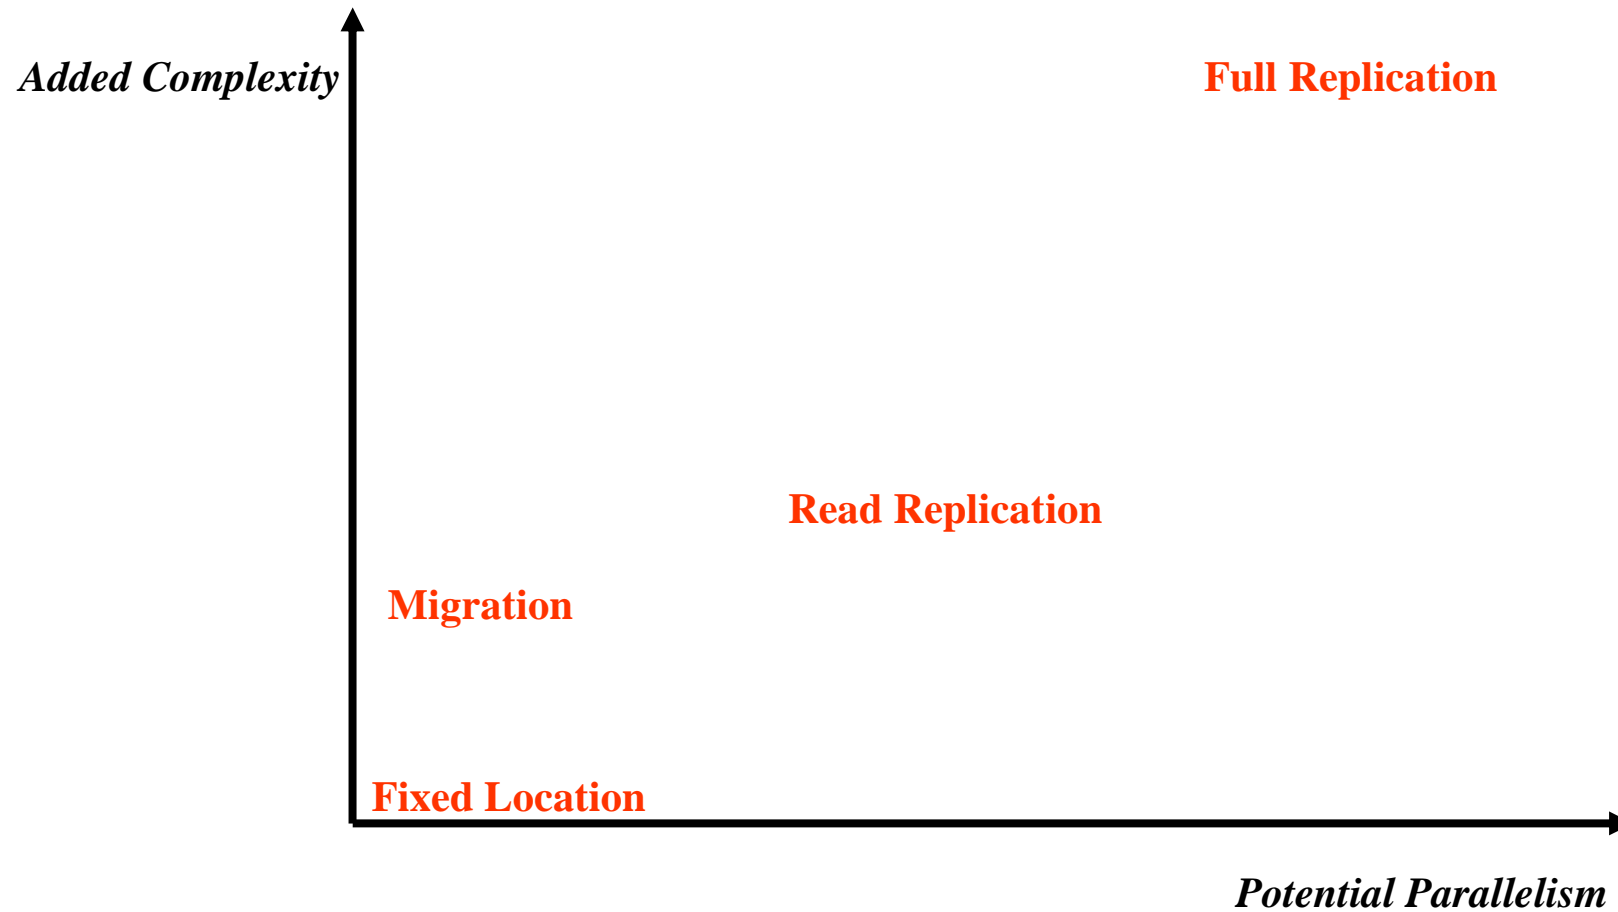 Added Complexity
Full Replication
Read Replication
Migration
Fixed Location
Potential Parallelism